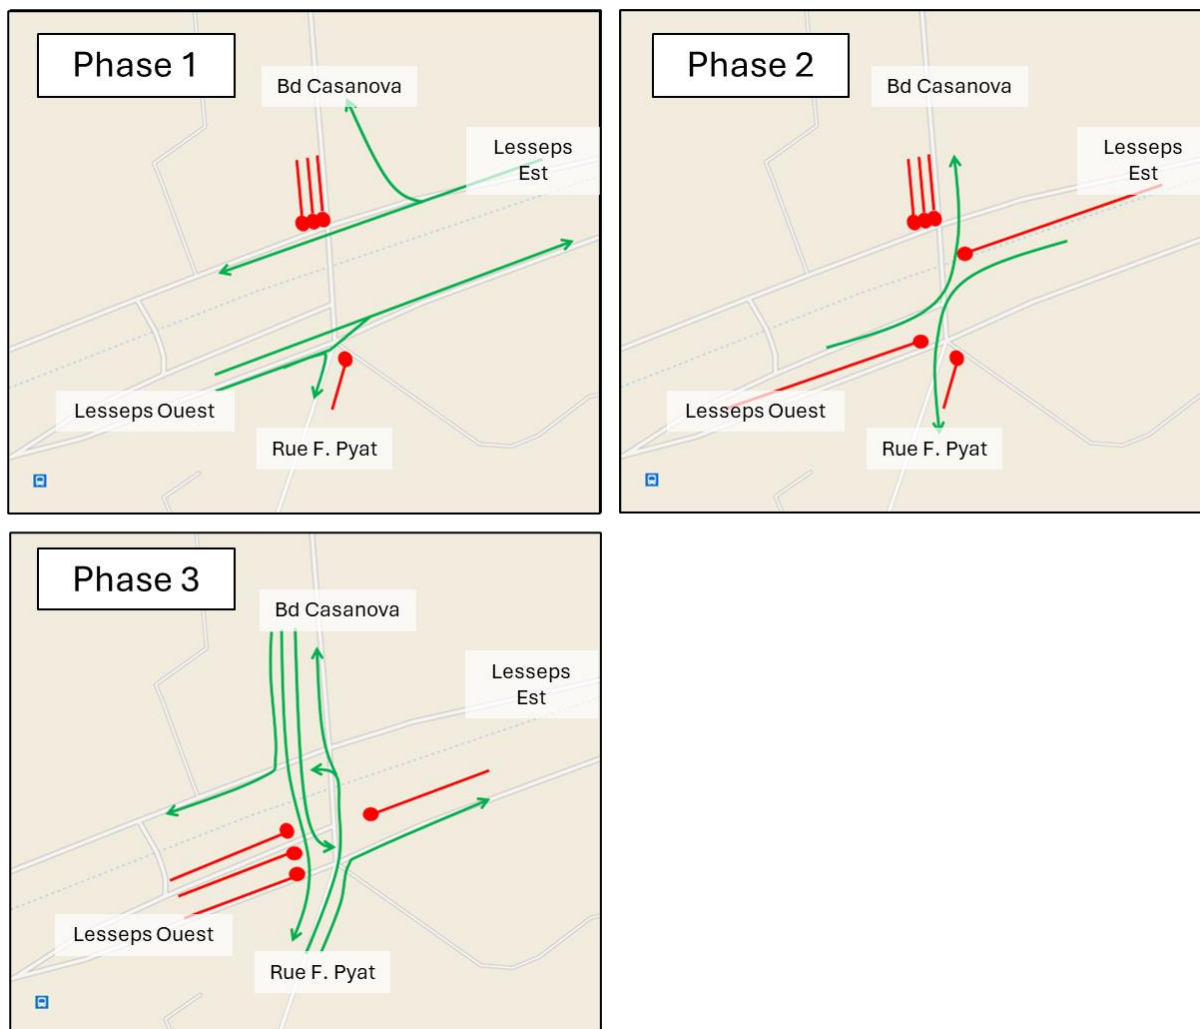 Phase 1
Bd Casanova
Lesseps
Est
Lesseps Ouest
Rue F. Pyat
Phase 2
Bd Casanova
Lesseps
Est
Lesseps Ouest
Rue F. Pyat
Phase 3
Bd Casanova
Lesseps
Est
Lesseps Ouest
Rue F. Pyat